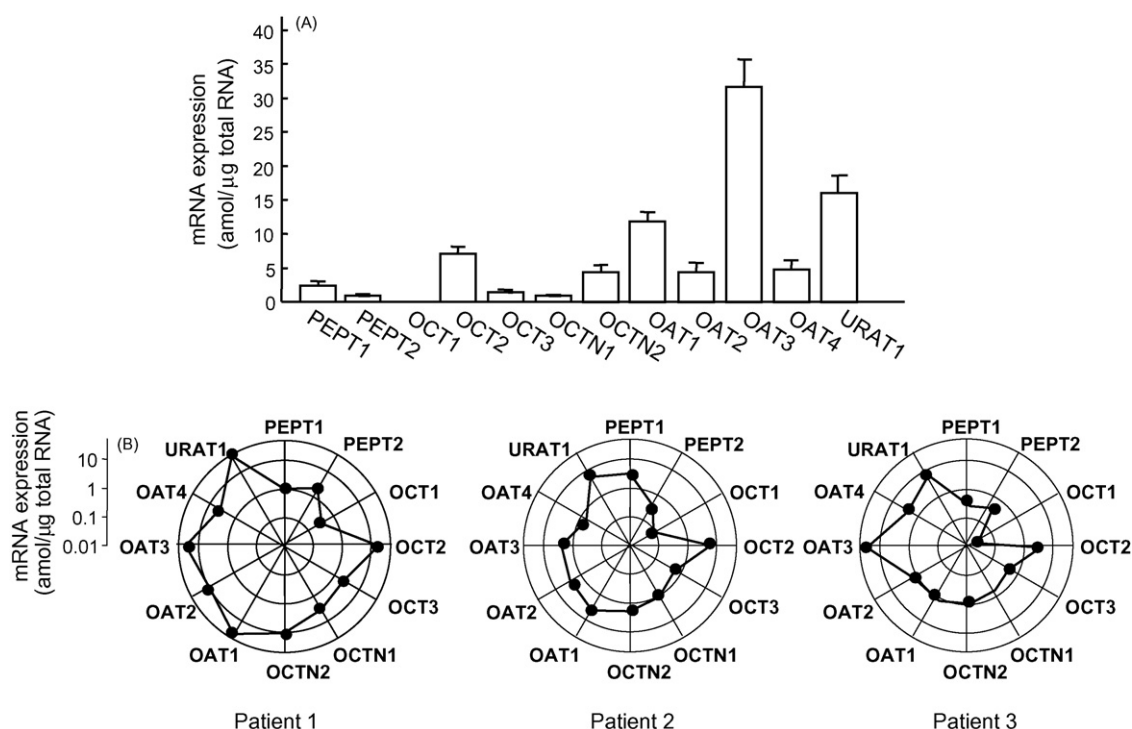 (A)
mRNA expression
(amol/μg total RNA)
40
35
30
25
20
15
10
5
0
PEPT1
PEPT2
OCT1
OCT2
OCT3
OCTN1
OCTN2
OAT1
OAT2
OAT3
OAT4
URAT1
(B)
mRNA expression
(amol/μg total RNA)
10
1
0.1
0.01
PEPT1
PEPT2
OCT1
OCT2
OCT3
OCTN1
OCTN2
OAT1
OAT2
OAT3
OAT4
URAT1
Patient 1
PEPT1
PEPT2
OCT1
OCT2
OCT3
OCTN1
OCTN2
OAT1
OAT2
OAT3
OAT4
URAT1
Patient 2
PEPT1
PEPT2
OCT1
OCT2
OCT3
OCTN1
OCTN2
OAT1
OAT2
OAT3
OAT4
URAT1
Patient 3